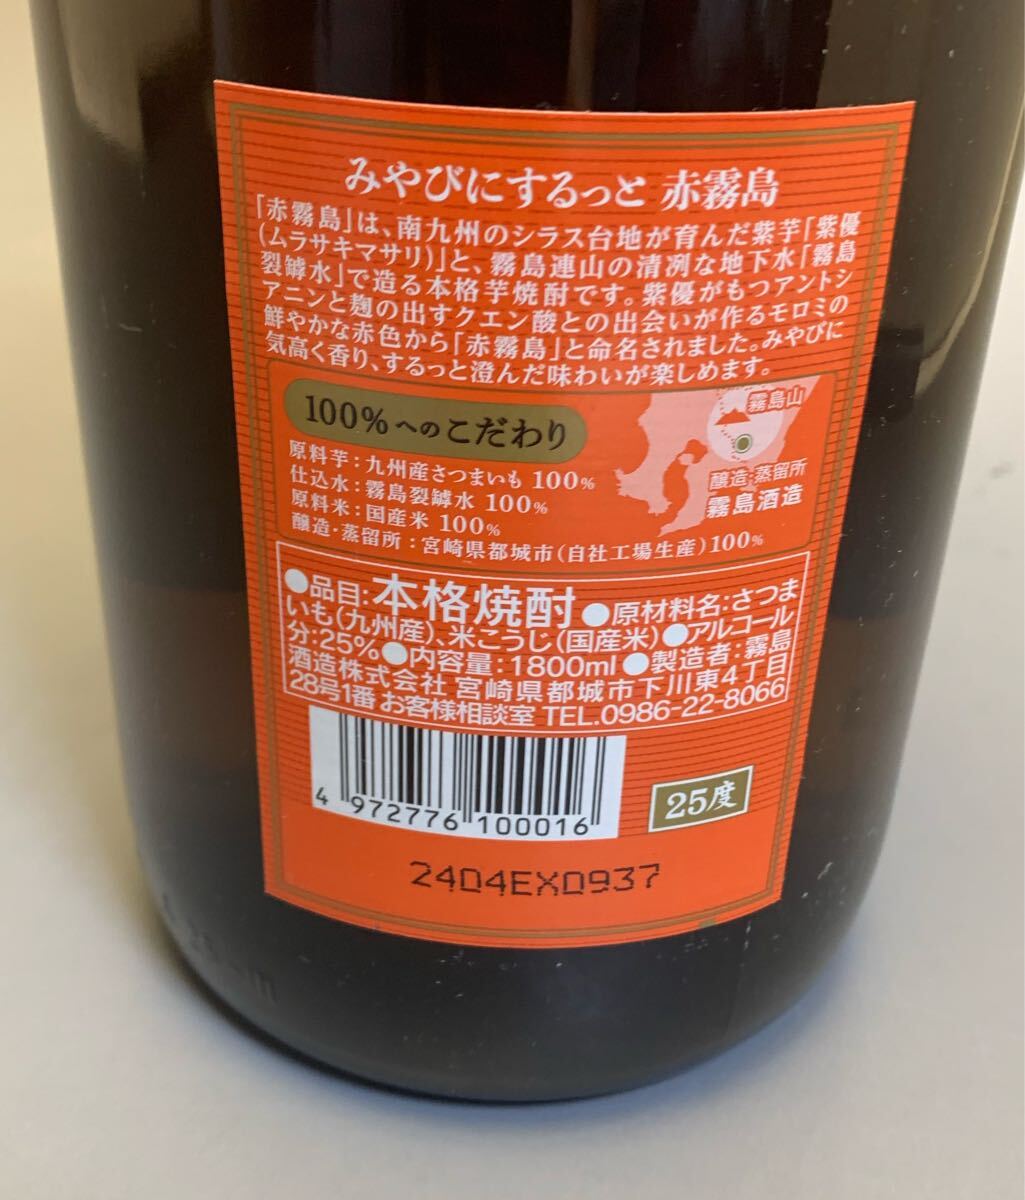 みやびにするっと 赤霧島
「赤霧島」は、南九州のシラス台地が育んだ紫芋「紫優
(ムラサキマサリ)」と、霧島連山の清冽な地下水「霧島
裂罅水」で造る本格芋焼酎です。紫優がもつアントシ
アニンと麹の出すクエン酸との出会いが作るモロミの
鮮やかな赤色から「赤霧島」と命名されました。みやびに
気高く香り、するっと澄んだ味わいが楽しめます。
100%へのこだわり
原料芋：九州産さつまいも 100%
仕込水：霧島裂罅水 100%
原料米：国産米 100%
醸造・蒸留所：宮崎県都城市(自社工場生産)100%
霧島山
醸造・蒸留所
霧島酒造
●品目：本格焼酎 ●原材料名：さつま
いも(九州産)、米こうじ(国産米) ●アルコール
分：25% ●内容量：1800ml ●製造者：霧島
酒造株式会社 宮崎県都城市下川東4丁目
28号1番 お客様相談室 TEL.0986-22-8066
4 972776 100016
25度
2404EX0937